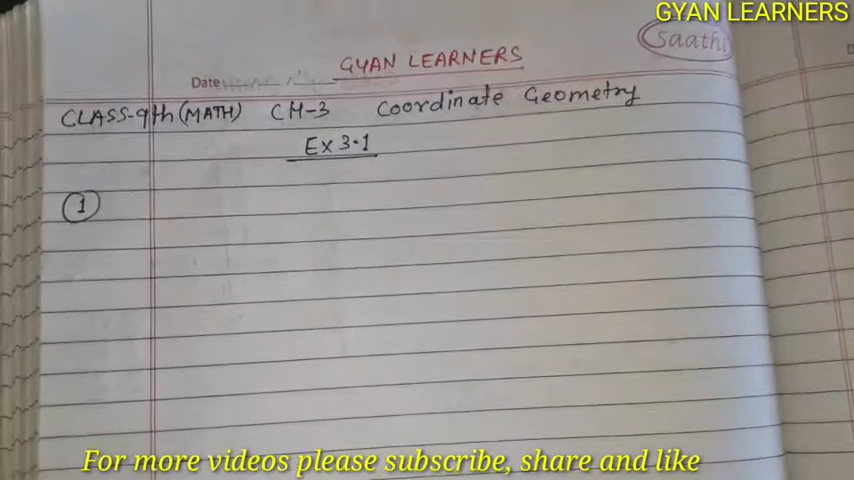 GYAN LEARNERS
Saathi
GYAN LEARNERS
Date
CLASS-9th (MATH) CH-3 Coordinate Geometry
Ex 3.1
1
For more videos please subscribe, share and like